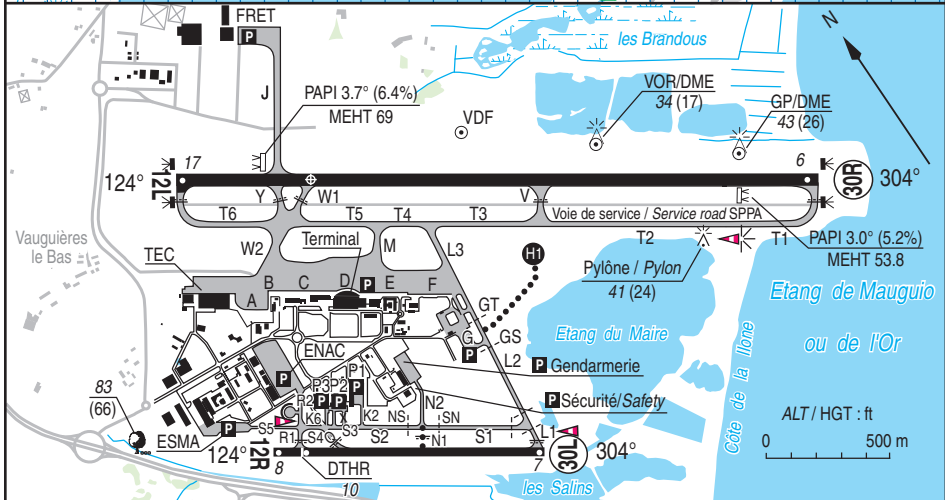 FRET
P
les Brandous
N
J
PAPI 3.7° (6.4%)
MEHT 69
VDF
VOR/DME
34 (17)
GP/DME
43 (26)
17
6
124°
12L
30R
304°
Y
W1
V
T6
T5
T4
T3
Voie de service / Service road SPPA
Vauguières
le Bas
W2
Terminal
M
L3
T2
T1
PAPI 3.0° (5.2%)
MEHT 53.8
TEC
H1
Pylône / Pylon
41 (24)
A
B
C
D
P
E
F
Etang de Mauguio
ou de l'Or
GT
GS
G
P
Etang du Maire
ENAC
L2
P Gendarmerie
P
P1
P2
P3
P
P
P
P Sécurité/Safety
83
(66)
R2
K6
X
K2
NS
N2
SN
ALT / HGT : ft
ESMA
P
S5
S4
S3
S2
N1
S1
L1
R1
124°
12R
8
DTHR
10
7
30L
304°
les Salins
Côte de la Ilone
0
500 m